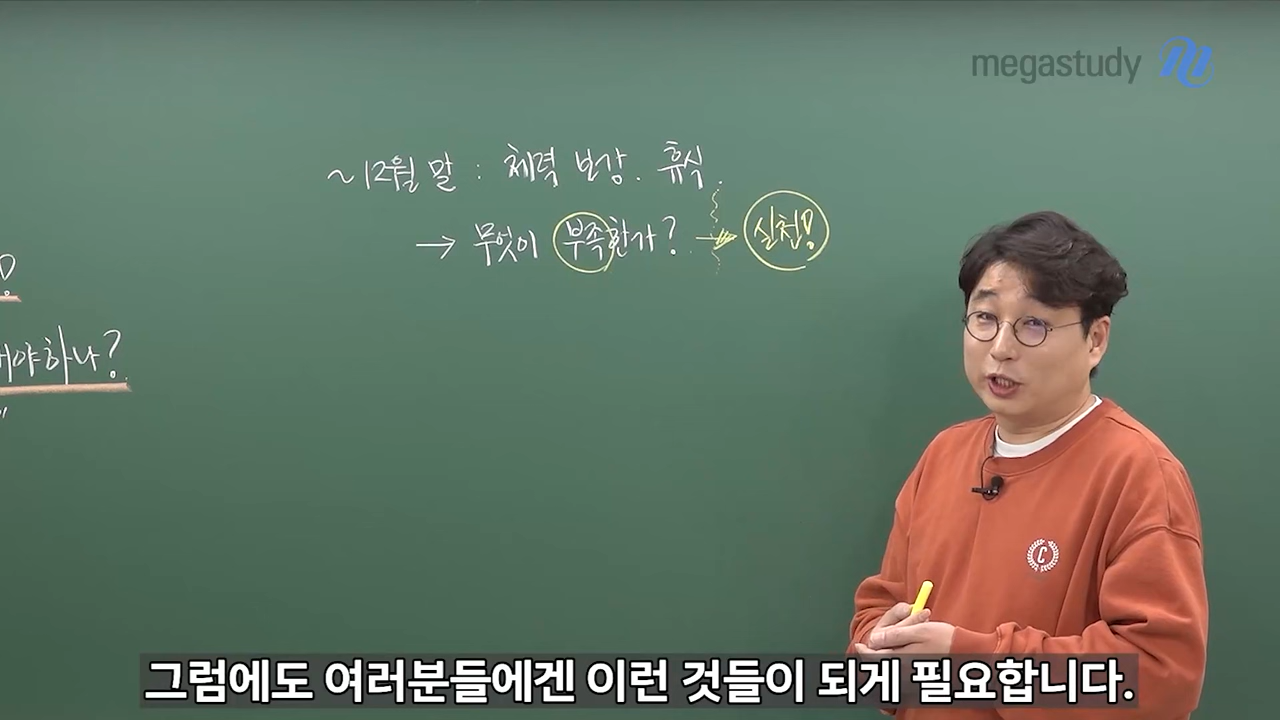 megastudy
~12월 말 : 체력 보강. 휴식.
→ 무엇이 부족한가? → 실천!
야하나?
C
그럼에도 여러분들에겐 이런 것들이 되게 필요합니다.